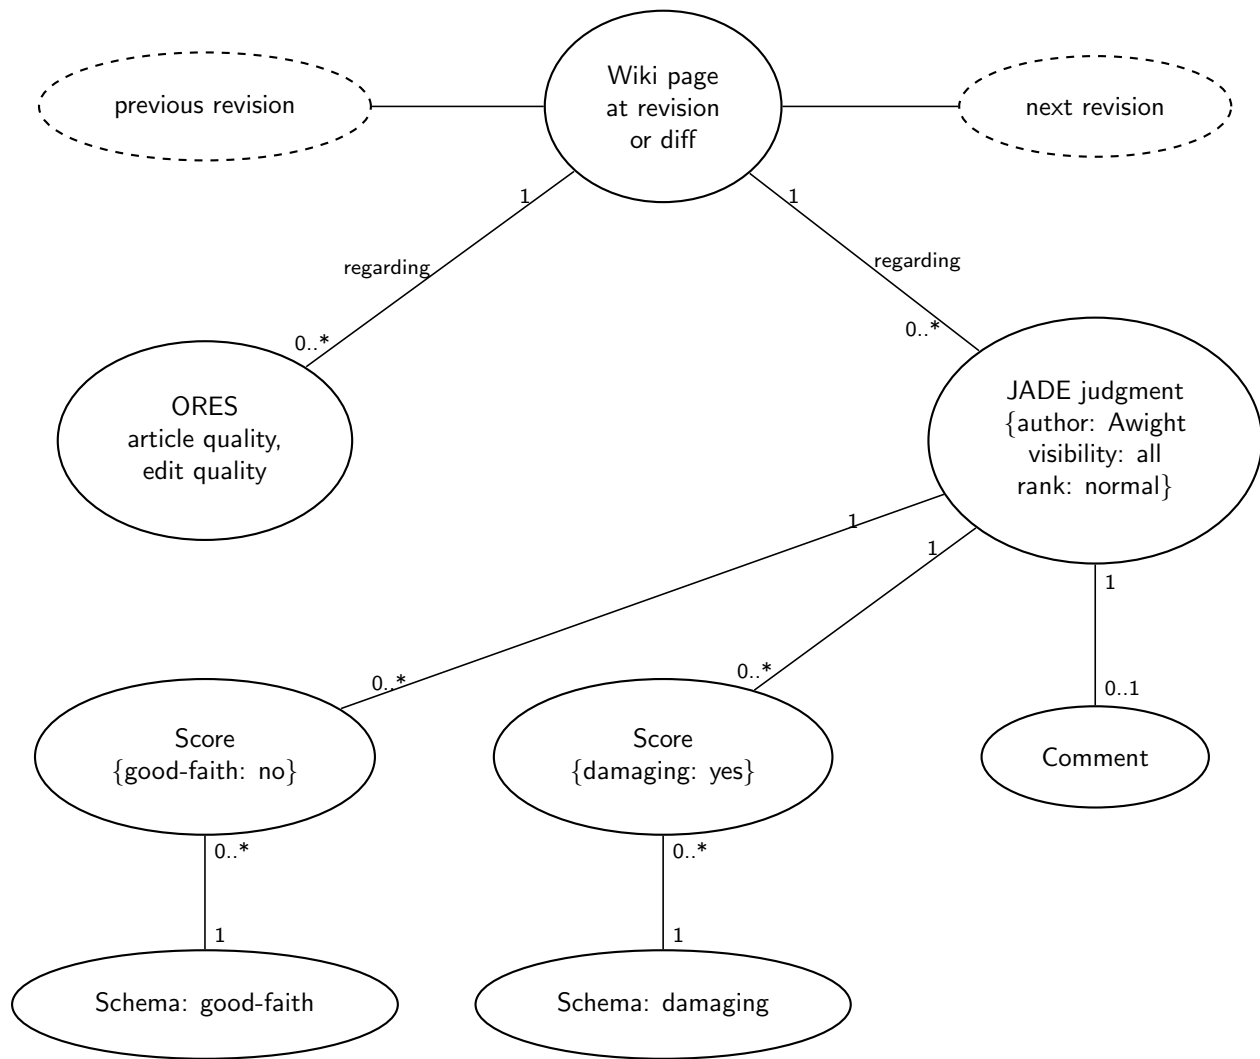 previous revision
Wiki page
at revision
or diff
next revision
1
1
regarding
regarding
0..*
0..*
ORES
article quality,
edit quality
JADE judgment
{author: Awight
visibility: all
rank: normal}
1
1
1
0..*
0..*
0..1
Score
{good-faith: no}
Score
{damaging: yes}
Comment
0..*
0..*
1
1
Schema: good-faith
Schema: damaging